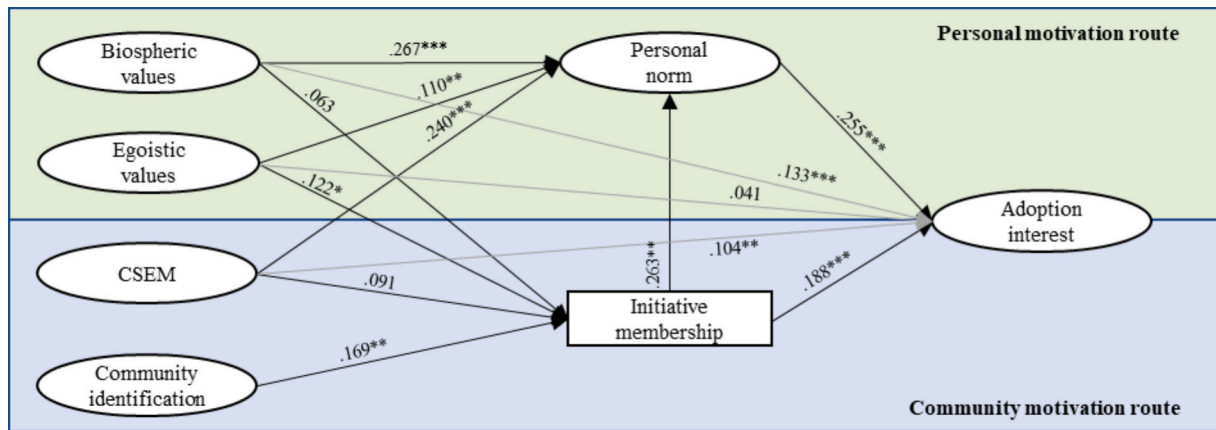 Personal motivation route
Biospheric
values
Personal
norm
.267***
.110**
.240***
.063
.255***
Egoistic
values
.122*
.133***
.041
Adoption
interest
CSEM
.104**
.091
.263**
.188***
Initiative
membership
Community
identification
.169**
Community motivation route